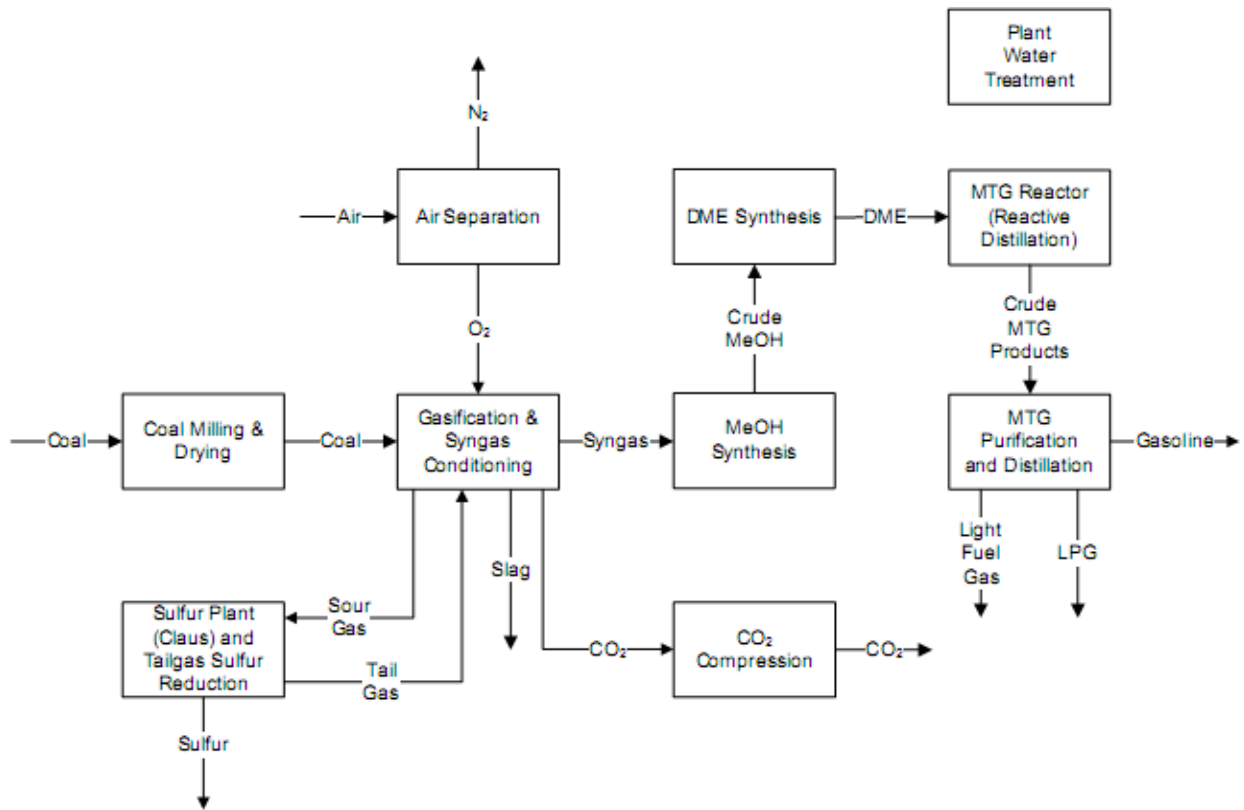 Plant
Water
Treatment
N₂
Air
Air Separation
DME Synthesis
DME
MTG Reactor
(Reactive
Distillation)
O₂
Crude
MeOH
Crude
MTG
Products
Coal
Coal Milling &
Drying
Coal
Gasification &
Syngas
Conditioning
Syngas
MeOH
Synthesis
MTG
Purification
and Distillation
Gasoline
Slag
Light
Fuel
Gas
LPG
Sulfur Plant
(Claus) and
Tailgas Sulfur
Reduction
Sour
Gas
Tail
Gas
CO₂
CO₂
Compression
CO₂
Sulfur